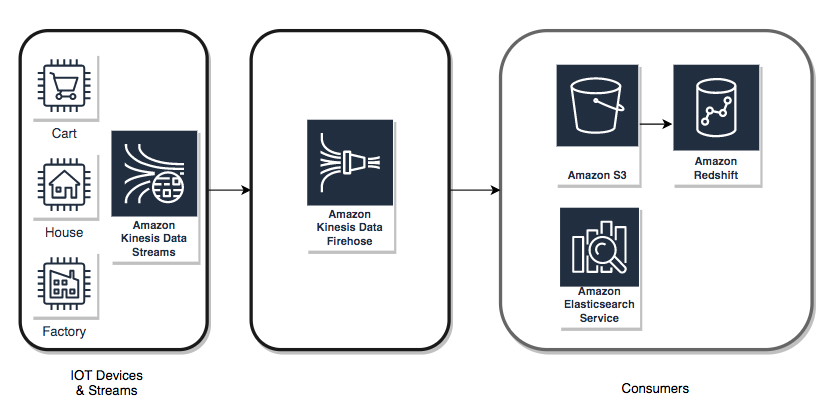 Cart
House
Factory
Amazon
Kinesis Data
Streams
IOT Devices
& Streams
Amazon
Kinesis Data
Firehose
Amazon S3
Amazon
Redshift
Amazon
Elasticsearch
Service
Consumers